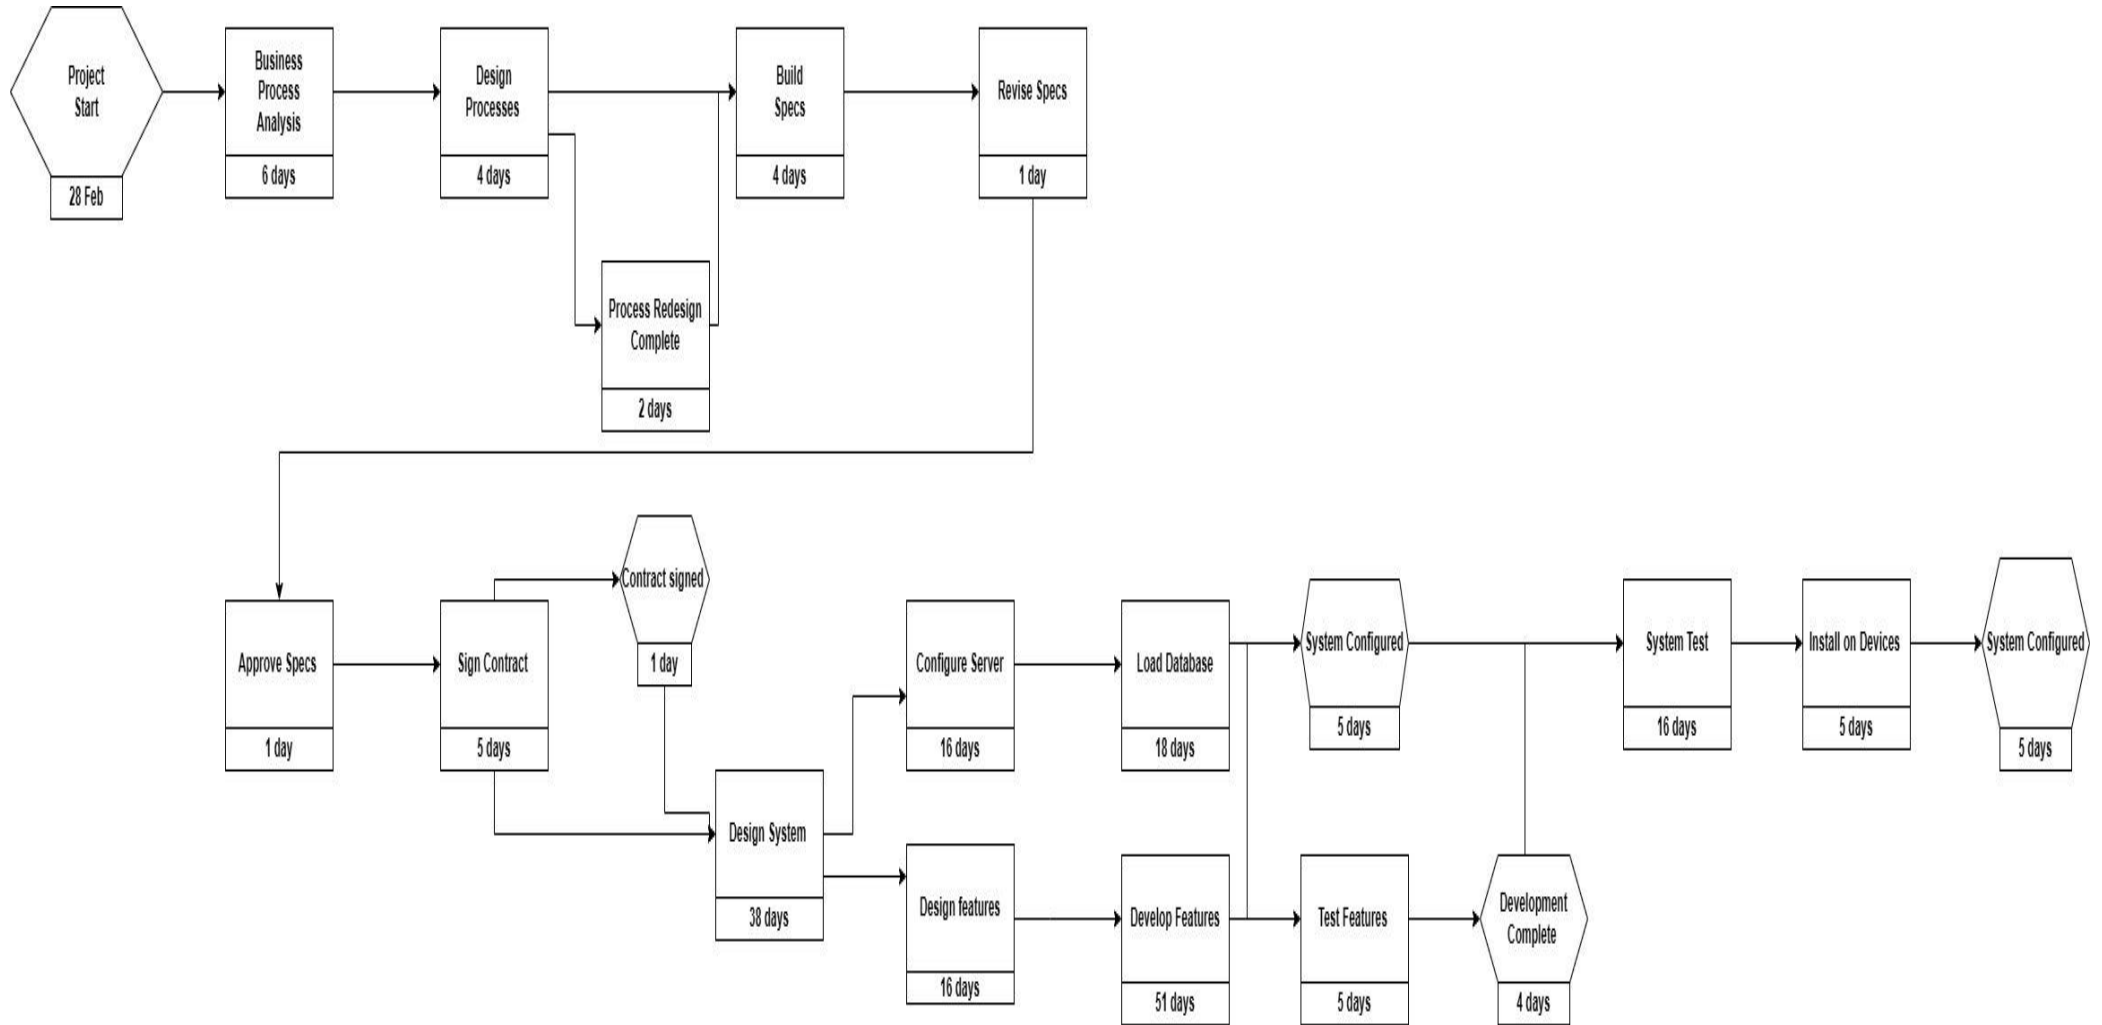 Project
Start
28 Feb
Business
Process
Analysis
6 days
Design
Processes
4 days
Build
Specs
4 days
Revise Specs
1 day
Process Redesign
Complete
2 days
Approve Specs
1 day
Sign Contract
5 days
Contract signed
1 day
Design System
38 days
Configure Server
16 days
Load Database
18 days
System Configured
5 days
System Test
16 days
Install on Devices
5 days
System Configured
5 days
Design features
16 days
Develop Features
51 days
Test Features
5 days
Development
Complete
4 days